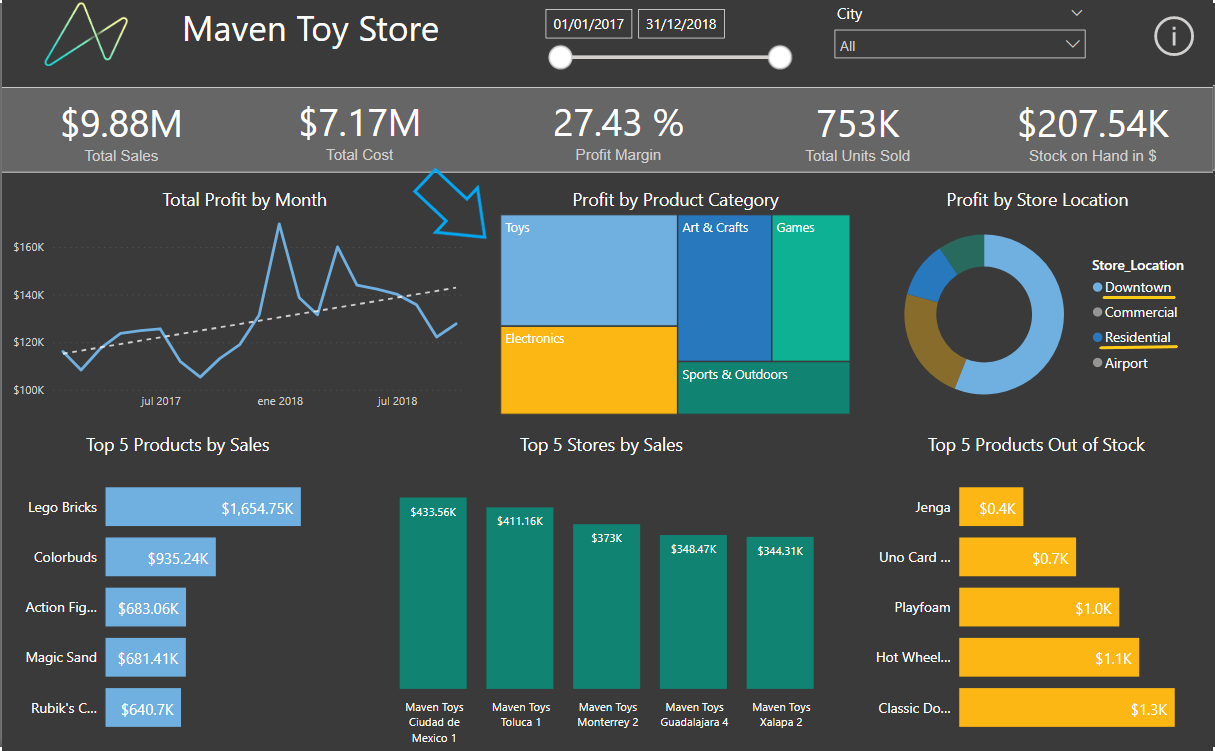 Maven Toy Store
01/01/2017
31/12/2018
City
All
i
$9.88M
Total Sales
$7.17M
Total Cost
27.43 %
Profit Margin
753K
Total Units Sold
$207.54K
Stock on Hand in $
Total Profit by Month
$160K
$140K
$120K
$100K
jul 2017
ene 2018
jul 2018
Profit by Product Category
Toys
Art & Crafts
Games
Electronics
Sports & Outdoors
Profit by Store Location
Store_Location
Downtown
Commercial
Residential
Airport
Top 5 Products by Sales
Lego Bricks
$1,654.75K
Colorbuds
$935.24K
Action Fig...
$683.06K
Magic Sand
$681.41K
Rubik's C...
$640.7K
Top 5 Stores by Sales
$433.56K
$411.16K
$373K
$348.47K
$344.31K
Maven Toys
Ciudad de
Mexico 1
Maven Toys
Toluca 1
Maven Toys
Monterrey 2
Maven Toys
Guadalajara 4
Maven Toys
Xalapa 2
Top 5 Products Out of Stock
Jenga
$0.4K
Uno Card ...
$0.7K
Playfoam
$1.0K
Hot Wheel...
$1.1K
Classic Do...
$1.3K